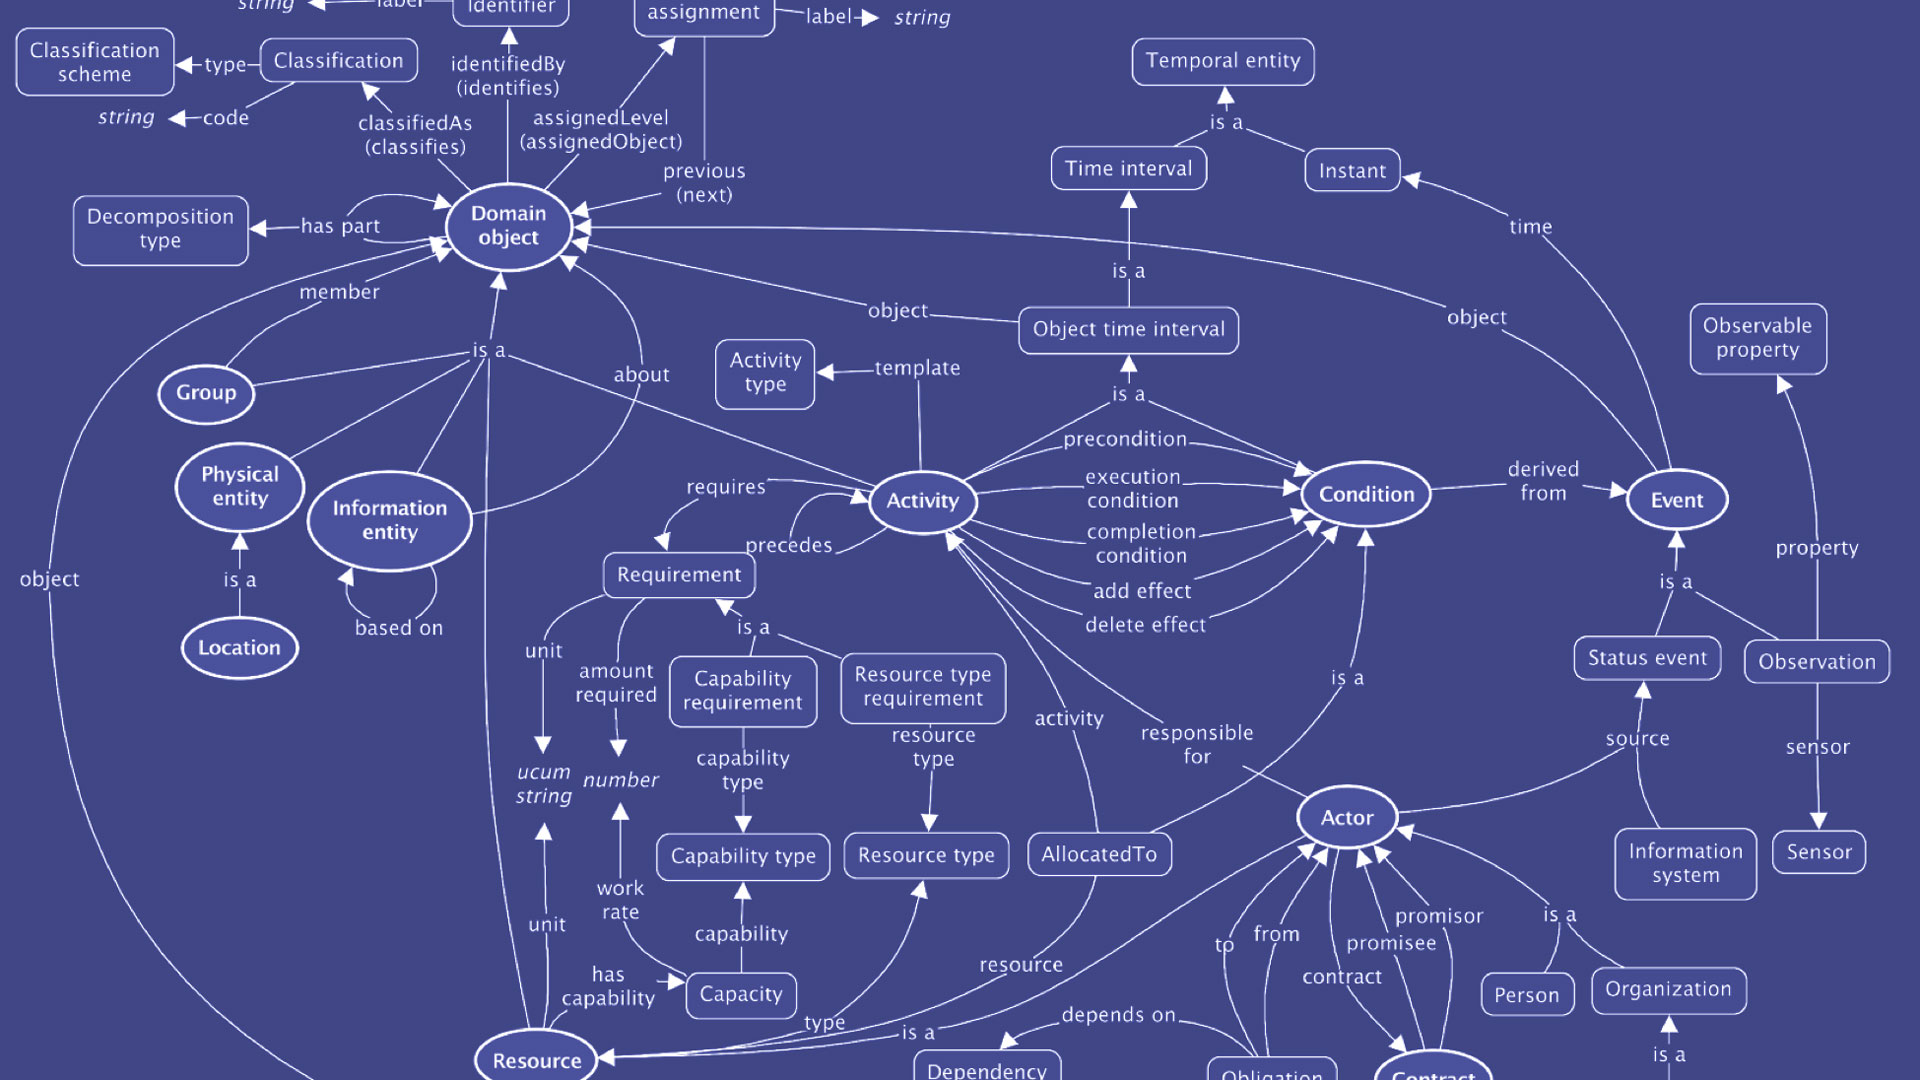 string
label
Identifier
assignment
label
string
Classification
scheme
type
Classification
identifiedBy
(identifies)
Temporal entity
string
code
classifiedAs
(classifies)
assignedLevel
(assignedObject)
is a
previous
(next)
Time interval
Instant
Decomposition
type
has part
Domain
object
time
member
is a
object
Object time interval
object
Observable
property
is a
about
Activity
type
template
is a
Group
precondition
Physical
entity
Information
entity
requires
Activity
execution
condition
Condition
derived
from
Event
completion
condition
precedes
property
object
is a
Requirement
add effect
is a
based on
delete effect
Location
unit
is a
amount
required
Capability
requirement
Resource type
requirement
is a
Status event
Observation
activity
responsible
for
resource
type
source
sensor
capability
type
ucum
string
number
Actor
Capability type
Resource type
AllocatedTo
Information
system
Sensor
work
rate
unit
capability
to
from
promisor
promisee
is a
has
capability
Capacity
resource
contract
Person
Organization
type
is a
depends on
is a
Resource
Dependency
Obligation
Contract